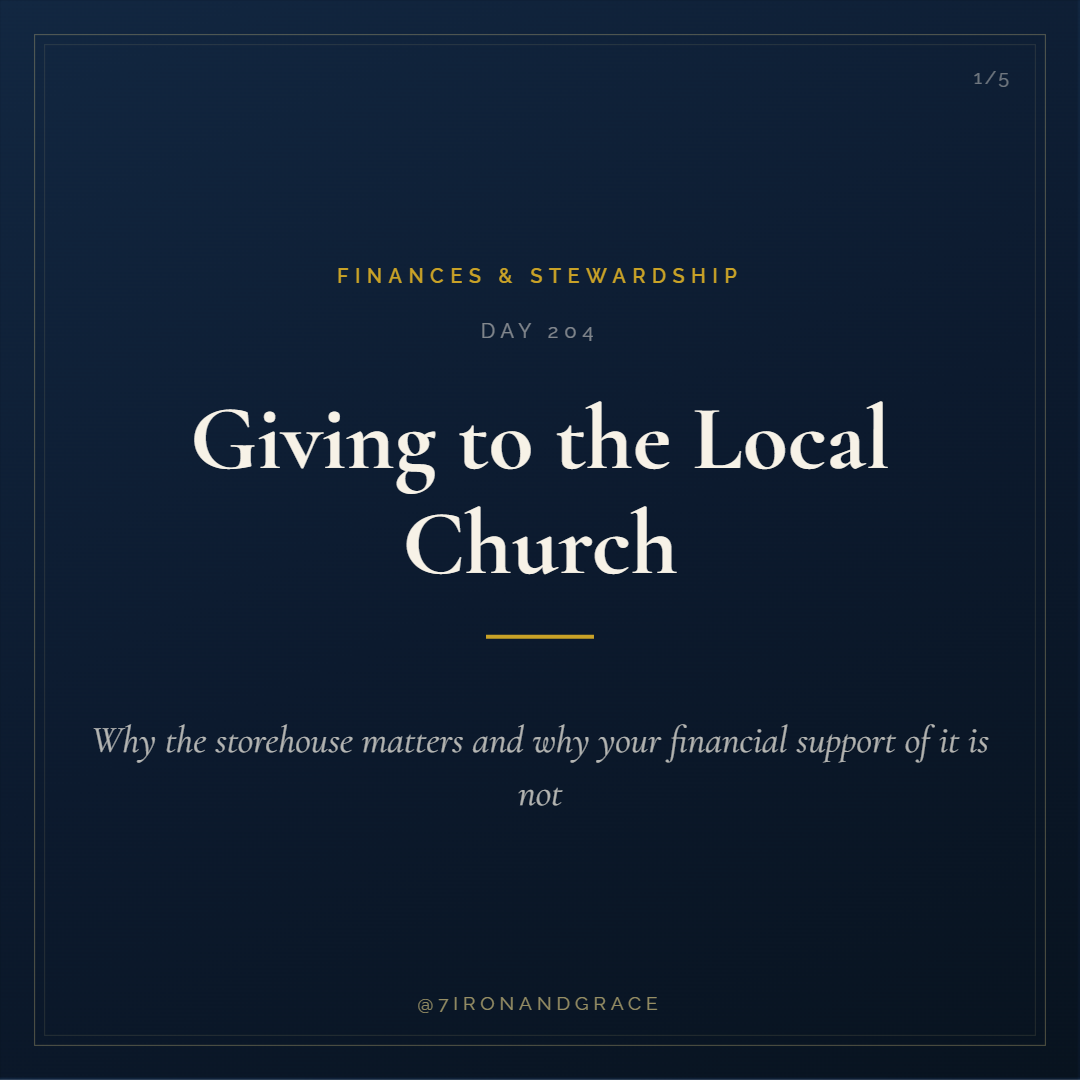 1/5
FINANCES & STEWARDSHIP
DAY 204
Giving to the Local
Church
Why the storehouse matters and why your financial support of it is
not
@7IRONANDGRACE